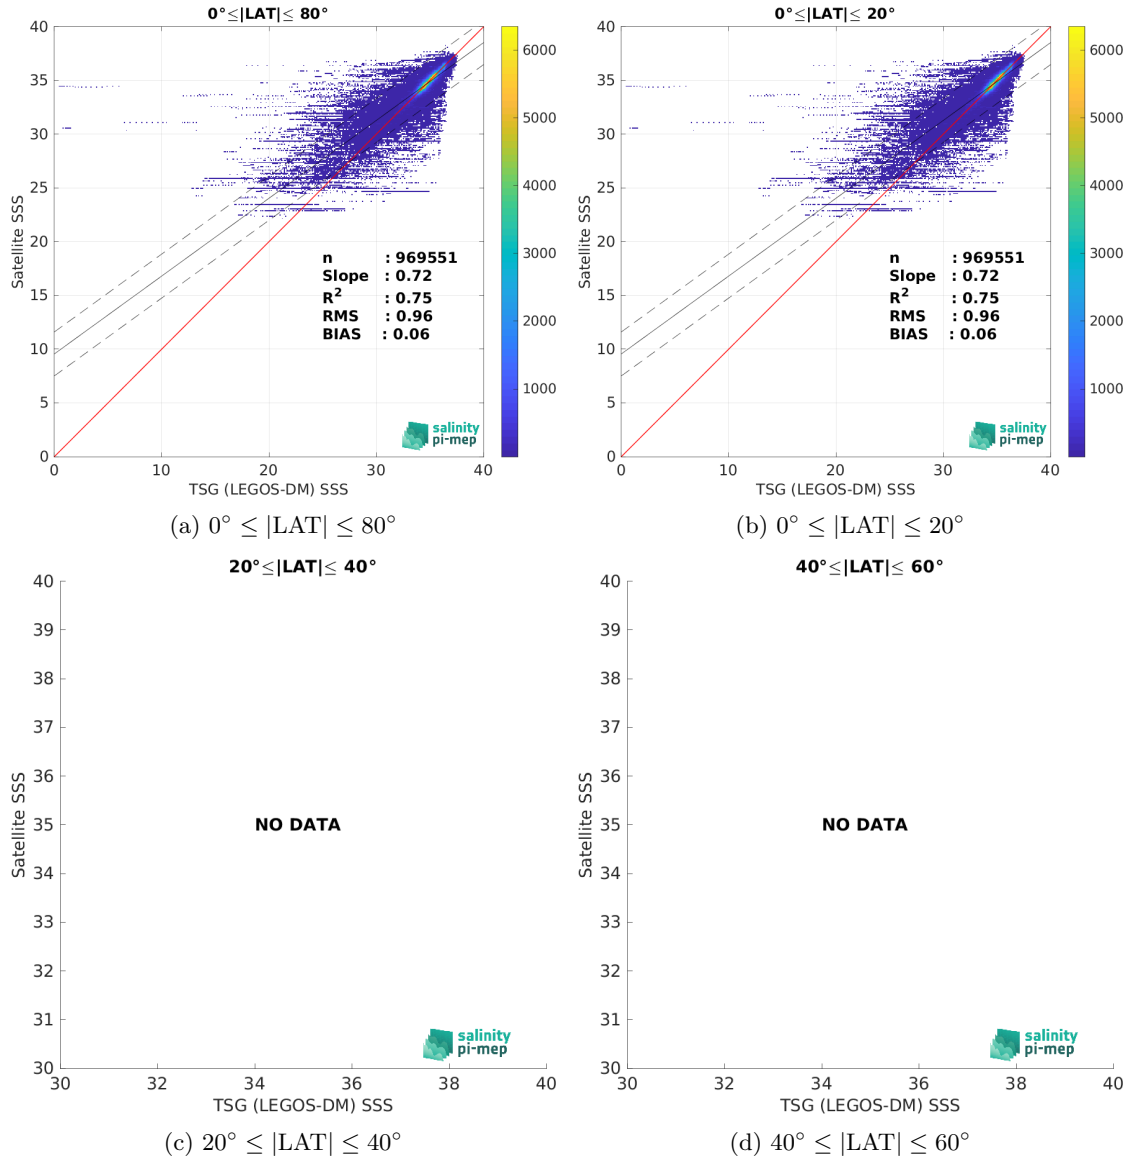 0°≤|LAT|≤ 80°
40
35
30
25
20
15
10
5
0
Satellite SSS
0
10
20
30
40
TSG (LEGOS-DM) SSS
6000
5000
4000
3000
2000
1000
n : 969551
Slope : 0.72
R² : 0.75
RMS : 0.96
BIAS : 0.06
salinity
pi-mep
(a) 0° ≤ |LAT| ≤ 80°
0°≤|LAT|≤ 20°
40
35
30
25
20
15
10
5
0
Satellite SSS
0
10
20
30
40
TSG (LEGOS-DM) SSS
6000
5000
4000
3000
2000
1000
n : 969551
Slope : 0.72
R² : 0.75
RMS : 0.96
BIAS : 0.06
salinity
pi-mep
(b) 0° ≤ |LAT| ≤ 20°
20°≤|LAT|≤ 40°
40
39
38
37
36
35
34
33
32
31
30
Satellite SSS
NO DATA
salinity
pi-mep
30
32
34
36
38
40
TSG (LEGOS-DM) SSS
(c) 20° ≤ |LAT| ≤ 40°
40°≤|LAT|≤ 60°
40
39
38
37
36
35
34
33
32
31
30
Satellite SSS
NO DATA
salinity
pi-mep
30
32
34
36
38
40
TSG (LEGOS-DM) SSS
(d) 40° ≤ |LAT| ≤ 60°